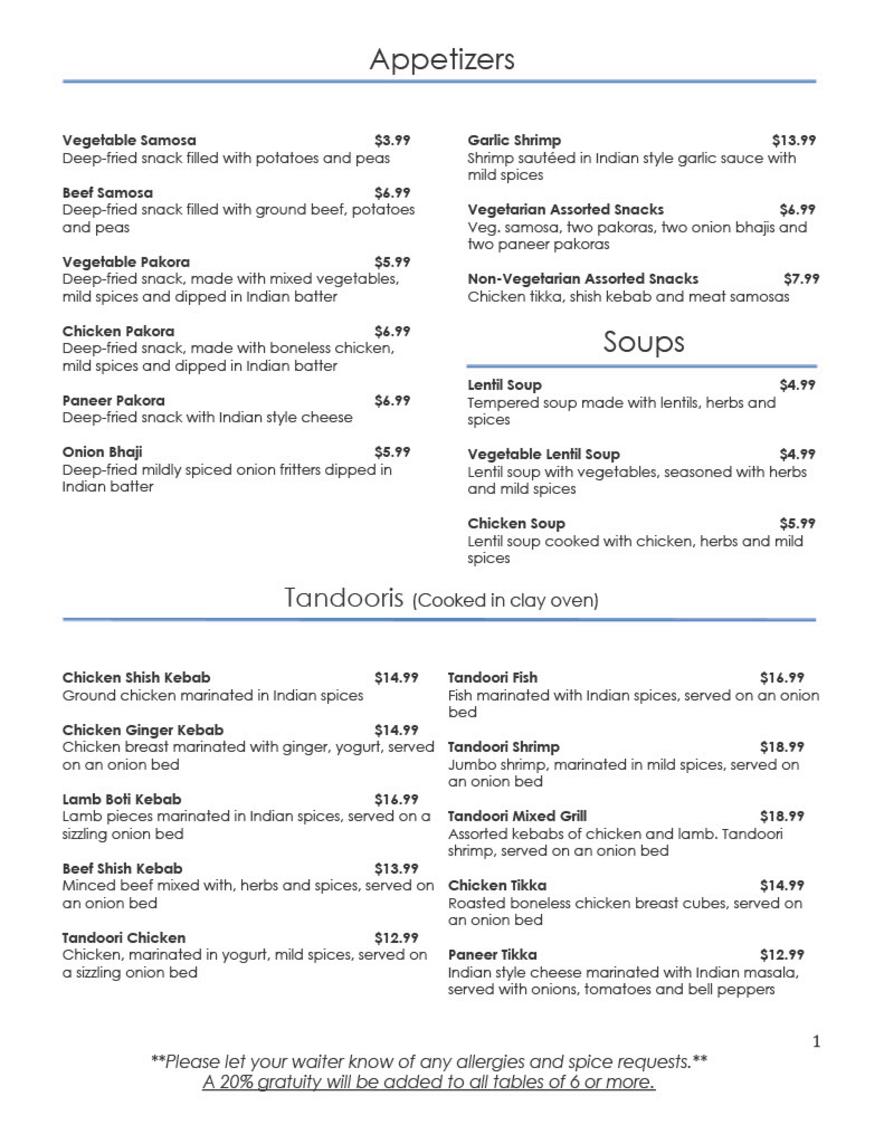 Appetizers
Vegetable Samosa $3.99
Deep-fried snack filled with potatoes and peas
Beef Samosa $6.99
Deep-fried snack filled with ground beef, potatoes
and peas
Vegetable Pakora $5.99
Deep-fried snack, made with mixed vegetables,
mild spices and dipped in Indian batter
Chicken Pakora $6.99
Deep-fried snack, made with boneless chicken,
mild spices and dipped in Indian batter
Paneer Pakora $6.99
Deep-fried snack with Indian style cheese
Onion Bhaji $5.99
Deep-fried mildly spiced onion fritters dipped in
Indian batter
Garlic Shrimp $13.99
Shrimp sautéed in Indian style garlic sauce with
mild spices
Vegetarian Assorted Snacks $6.99
Veg. samosa, two pakoras, two onion bhajis and
two paneer pakoras
Non-Vegetarian Assorted Snacks $7.99
Chicken tikka, shish kebab and meat samosas
Soups
Lentil Soup $4.99
Tempered soup made with lentils, herbs and
spices
Vegetable Lentil Soup $4.99
Lentil soup with vegetables, seasoned with herbs
and mild spices
Chicken Soup $5.99
Lentil soup cooked with chicken, herbs and mild
spices
Tandooris (Cooked in clay oven)
Chicken Shish Kebab $14.99
Ground chicken marinated in Indian spices
Chicken Ginger Kebab $14.99
Chicken breast marinated with ginger, yogurt, served
on an onion bed
Lamb Boti Kebab $16.99
Lamb pieces marinated in Indian spices, served on a
sizzling onion bed
Beef Shish Kebab $13.99
Minced beef mixed with, herbs and spices, served on
an onion bed
Tandoori Chicken $12.99
Chicken, marinated in yogurt, mild spices, served on
a sizzling onion bed
Tandoori Fish $16.99
Fish marinated with Indian spices, served on an onion
bed
Tandoori Shrimp $18.99
Jumbo shrimp, marinated in mild spices, served on
an onion bed
Tandoori Mixed Grill $18.99
Assorted kebabs of chicken and lamb. Tandoori
shrimp, served on an onion bed
Chicken Tikka $14.99
Roasted boneless chicken breast cubes, served on
an onion bed
Paneer Tikka $12.99
Indian style cheese marinated with Indian masala,
served with onions, tomatoes and bell peppers
1
**Please let your waiter know of any allergies and spice requests.**
A 20% gratuity will be added to all tables of 6 or more.